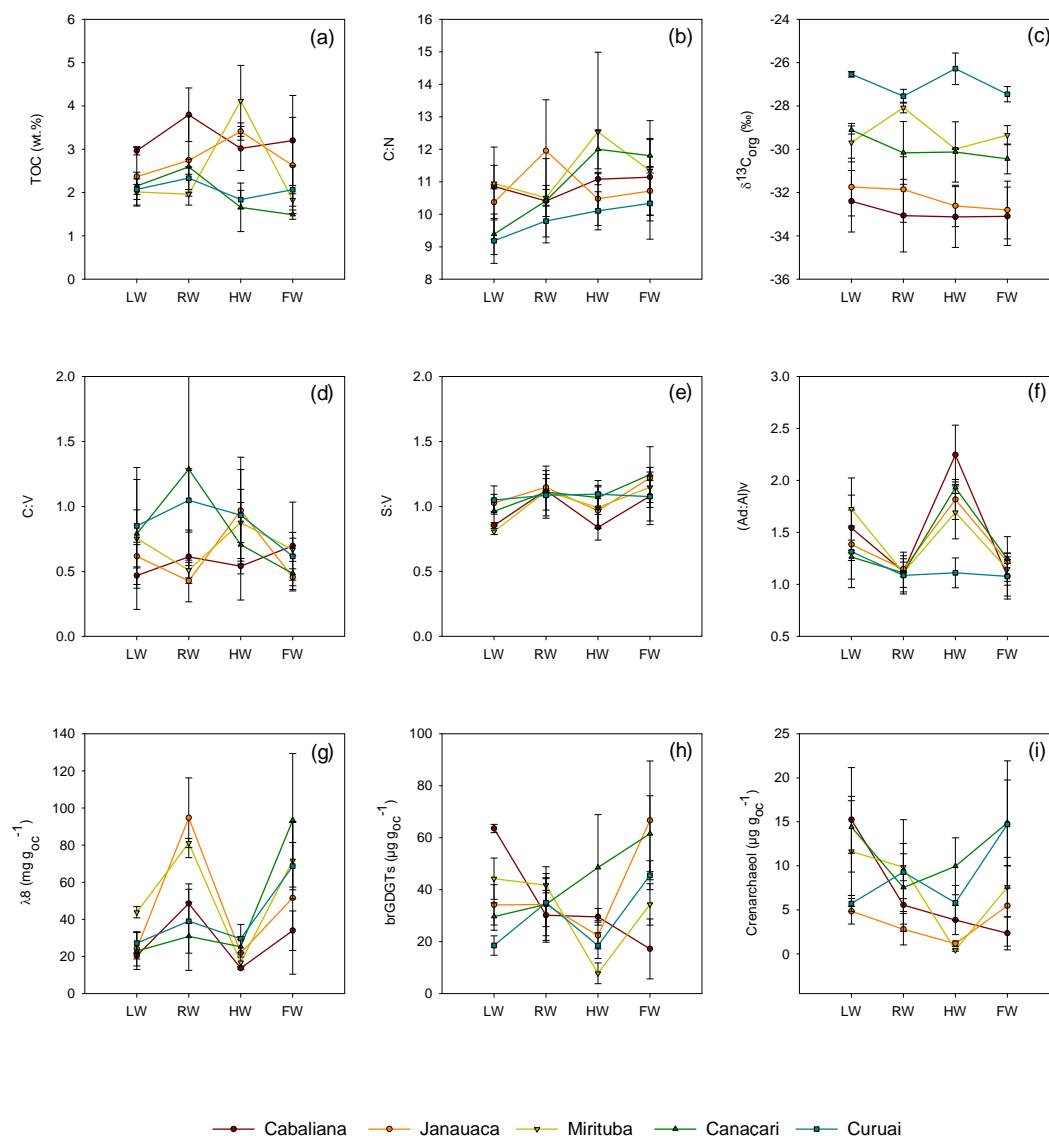 (a)
TOC (wt.%)
6
5
4
3
2
1
0
LW RW HW FW
(b)
C:N
16
15
14
13
12
11
10
9
8
LW RW HW FW
(c)
δ¹³C_org (‰)
-24
-26
-28
-30
-32
-34
-36
LW RW HW FW
(d)
C:V
2.0
1.5
1.0
0.5
0.0
LW RW HW FW
(e)
S:V
2.0
1.5
1.0
0.5
0.0
LW RW HW FW
(f)
(Ad:Al)v
3.0
2.5
2.0
1.5
1.0
0.5
LW RW HW FW
(g)
λ8 (mg g_oc⁻¹)
140
120
100
80
60
40
20
0
LW RW HW FW
(h)
brGDGTs (µg g_oc⁻¹)
100
80
60
40
20
0
LW RW HW FW
(i)
Crenarchaeol (µg g_oc⁻¹)
25
20
15
10
5
0
LW RW HW FW
Cabaliana Janauaca Mirituba Canaçari Curuai